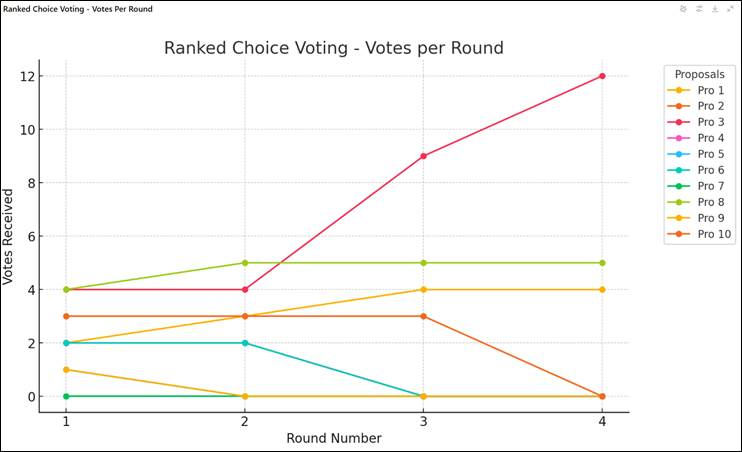 Ranked Choice Voting - Votes Per Round
Ranked Choice Voting - Votes per Round
Proposals
Pro 1
Pro 2
Pro 3
Pro 4
Pro 5
Pro 6
Pro 7
Pro 8
Pro 9
Pro 10
Votes Received
12
10
8
6
4
2
0
1 2 3 4
Round Number